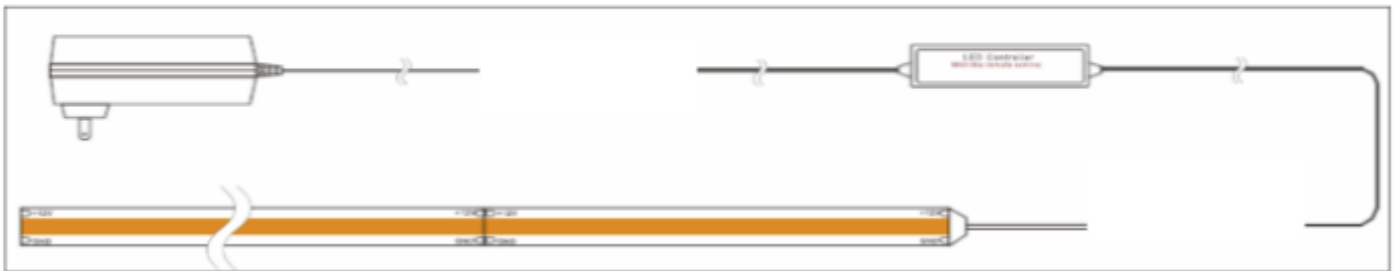 LED Controller
+12V
+12V
+12V
+12V
GND
GND
GND
GND